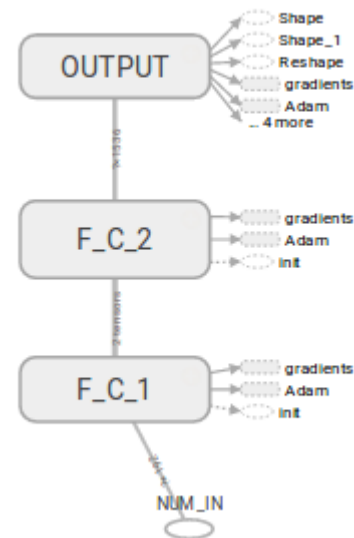 Shape
Shape_1
Reshape
OUTPUT
gradients
Adam
... 4 more
F_C_2
gradients
Adam
init
2 tensors
F_C_1
gradients
Adam
init
NUM_IN